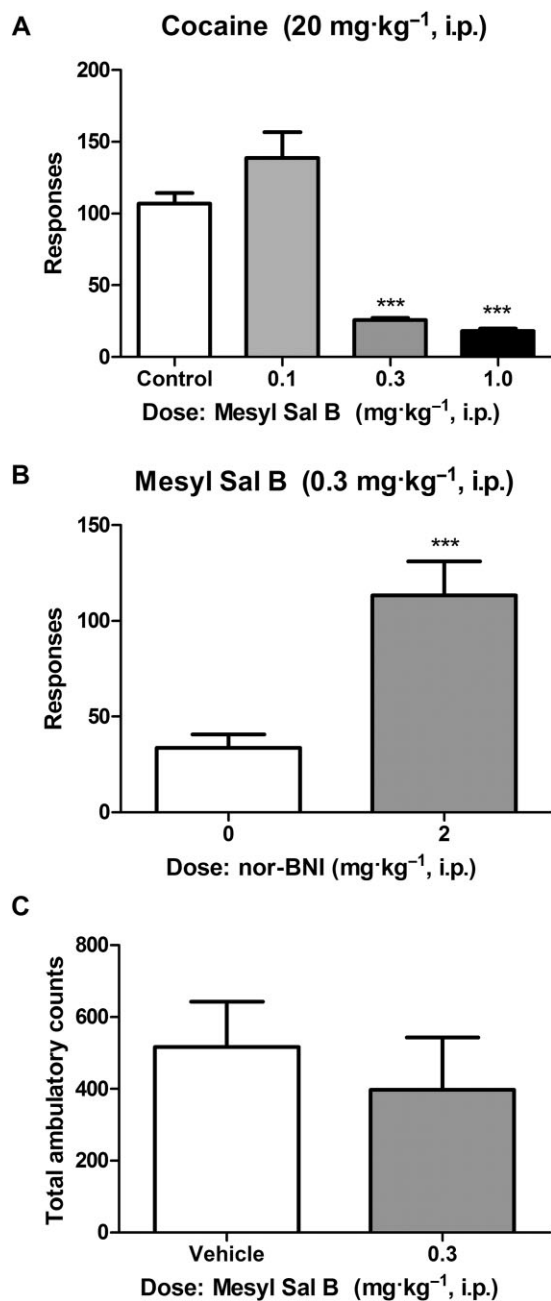 A
Cocaine (20 mg·kg⁻¹, i.p.)
200
150
100
50
0
Responses
***
***
Control 0.1 0.3 1.0
Dose: Mesyl Sal B (mg·kg⁻¹, i.p.)
B
Mesyl Sal B (0.3 mg·kg⁻¹, i.p.)
150
100
50
0
Responses
***
0 2
Dose: nor-BNI (mg·kg⁻¹, i.p.)
C
800
600
400
200
0
Total ambulatory counts
Vehicle 0.3
Dose: Mesyl Sal B (mg·kg⁻¹, i.p.)